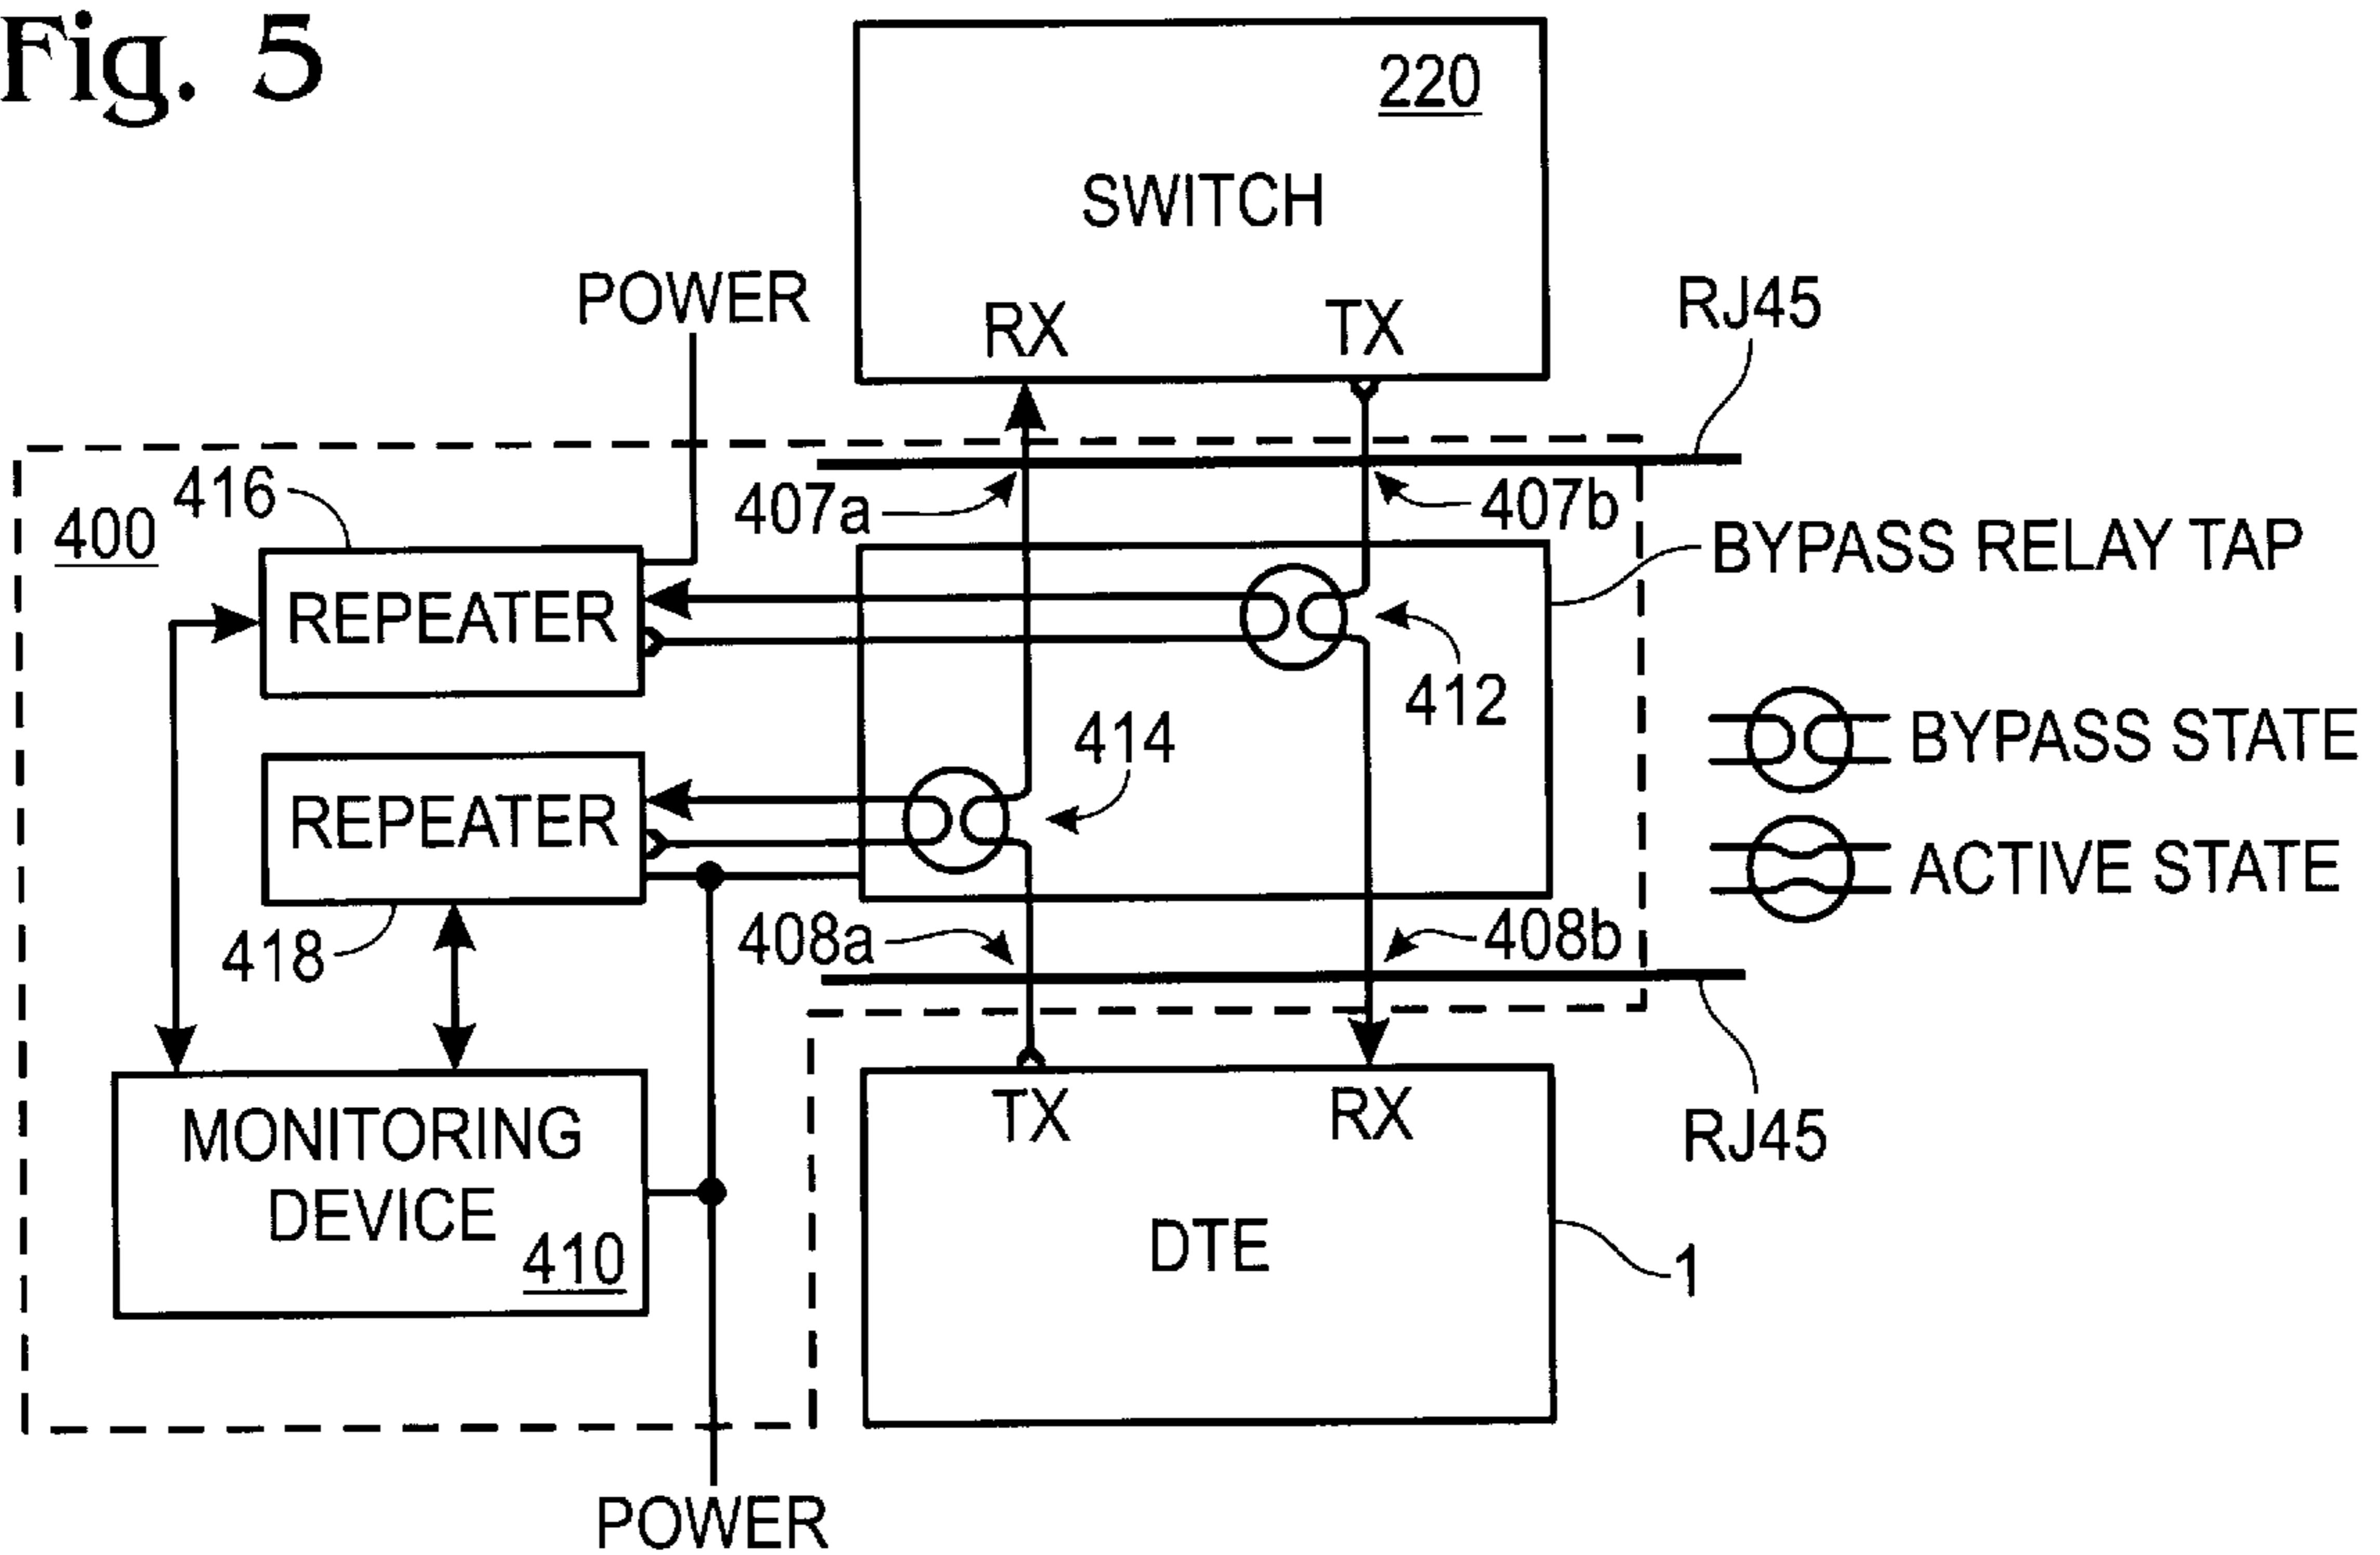 Fig. 5
220
SWITCH
POWER
RX
TX
RJ45
416
400
407a
407b
BYPASS RELAY TAP
REPEATER
412
414
BYPASS STATE
REPEATER
ACTIVE STATE
418
408a
408b
MONITORING
DEVICE
410
TX
RX
RJ45
DTE
1
POWER